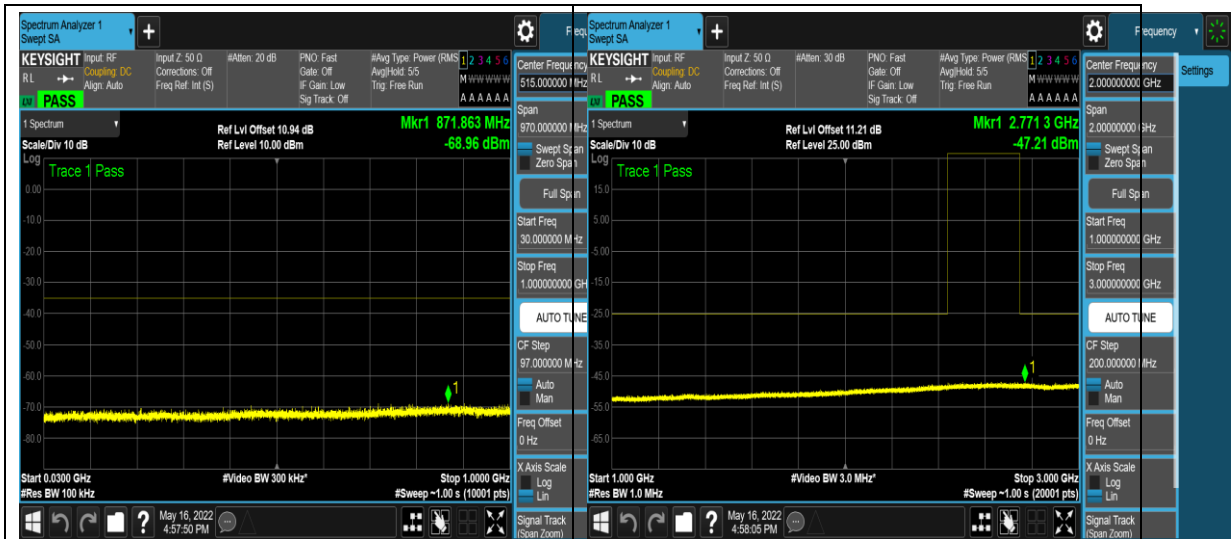 Spectrum Analyzer 1
Swept SA
+
KEYSIGHT
RL
Input: RF
Coupling: DC
Align: Auto
Input Z: 50 Ω
Corrections: Off
Freq Ref: Int (S)
#Atten: 20 dB
PNO: Fast
Gate: Off
IF Gain: Low
Sig Track: Off
#Avg Type: Power (RMS
Avg|Hold: 5/5
Trig: Free Run
1 2 3 4 5 6
M W W W W W
A A A A A A
PASS
1 Spectrum
Scale/Div 10 dB
Ref Lvl Offset 10.94 dB
Ref Level 10.00 dBm
Mkr1 871.863 MHz
-68.96 dBm
Log
Trace 1 Pass
0.00
-10.0
-20.0
-30.0
-40.0
-50.0
-60.0
-70.0
-80.0
1
Start 0.0300 GHz
#Res BW 100 kHz
#Video BW 300 kHz*
Stop 1.0000 GHz
#Sweep ~1.00 s (10001 pts)
?
May 16, 2022
4:57:50 PM
Center Frequency
515.000000 MHz
Span
970.000000 MHz
Swept Span
Zero Span
Full Span
Start Freq
30.000000 MHz
Stop Freq
1.000000000 GH
AUTO TUNE
CF Step
97.000000 MHz
Auto
Man
Freq Offset
0 Hz
X Axis Scale
Log
Lin
Signal Track
(Span Zoom)
Spectrum Analyzer 1
Swept SA
+
KEYSIGHT
RL
Input: RF
Coupling: DC
Align: Auto
Input Z: 50 Ω
Corrections: Off
Freq Ref: Int (S)
#Atten: 30 dB
PNO: Fast
Gate: Off
IF Gain: Low
Sig Track: Off
#Avg Type: Power (RMS
Avg|Hold: 5/5
Trig: Free Run
1 2 3 4 5 6
M W W W W W
A A A A A A
PASS
1 Spectrum
Scale/Div 10 dB
Ref Lvl Offset 11.21 dB
Ref Level 25.00 dBm
Mkr1 2.771 3 GHz
-47.21 dBm
Log
Trace 1 Pass
15.0
5.00
-5.00
-15.0
-25.0
-35.0
-45.0
-55.0
-65.0
1
Start 1.000 GHz
#Res BW 1.0 MHz
#Video BW 3.0 MHz*
Stop 3.000 GHz
#Sweep ~1.00 s (20001 pts)
?
May 16, 2022
4:58:05 PM
Frequency
Settings
Center Frequency
2.000000000 GHz
Span
2.00000000 GHz
Swept Span
Zero Span
Full Span
Start Freq
1.000000000 GHz
Stop Freq
3.000000000 GHz
AUTO TUNE
CF Step
200.000000 MHz
Auto
Man
Freq Offset
0 Hz
X Axis Scale
Log
Lin
Signal Track
(Span Zoom)